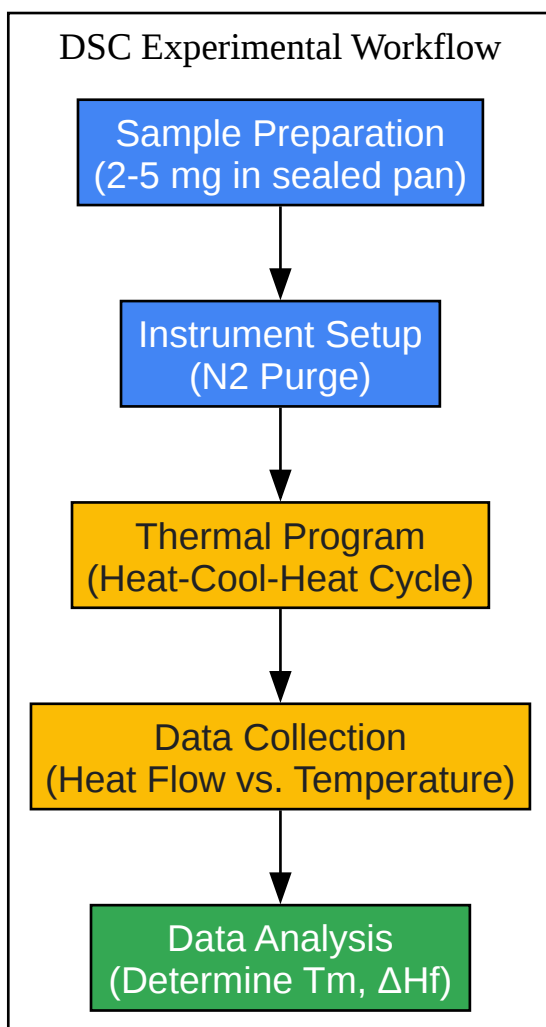 DSC Experimental Workflow
Sample Preparation
(2-5 mg in sealed pan)
Instrument Setup
(N2 Purge)
Thermal Program
(Heat-Cool-Heat Cycle)
Data Collection
(Heat Flow vs. Temperature)
Data Analysis
(Determine Tm, ΔHf)